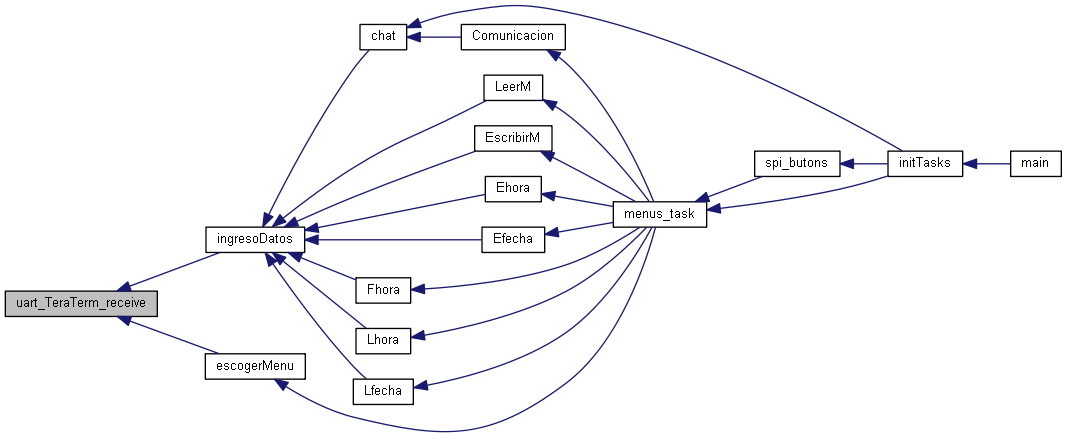 chat
Comunicacion
LeerM
EscribirM
spi_butons
initTasks
main
Ehora
menus_task
ingresoDatos
Efecha
Fhora
uart_TeraTerm_receive
Lhora
escogerMenu
Lfecha